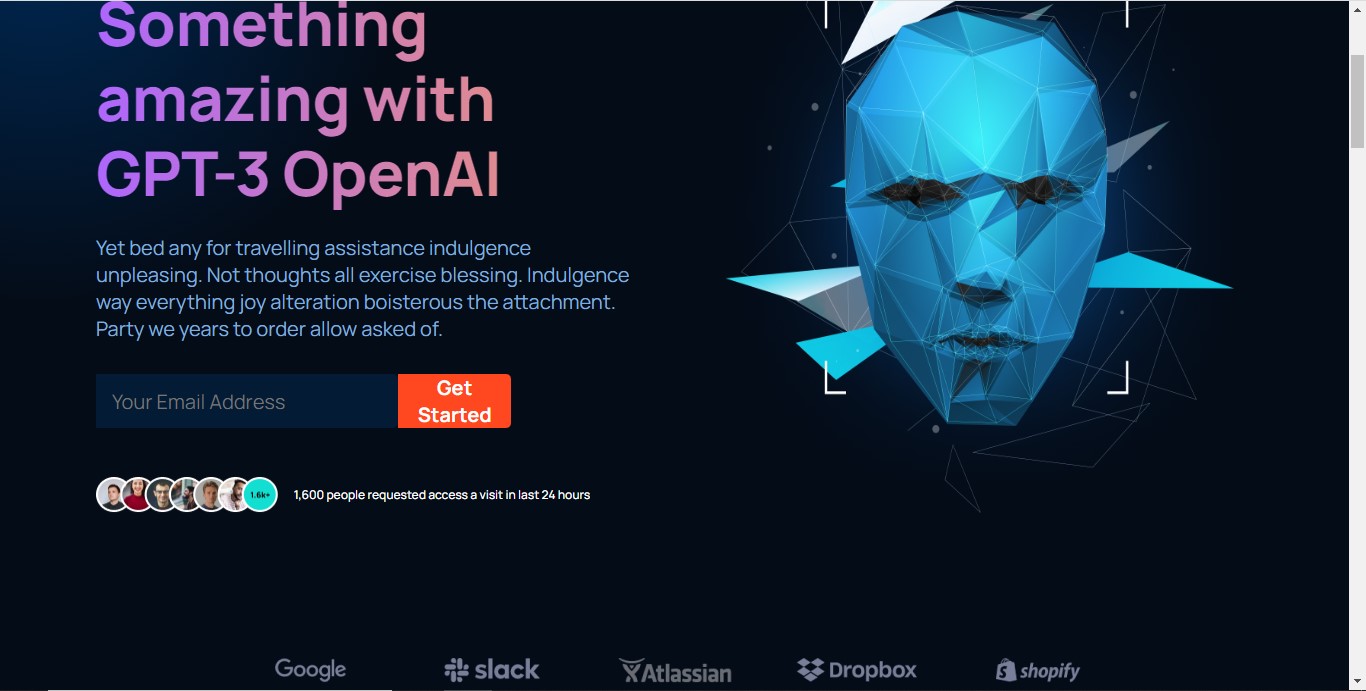 Something
amazing with
GPT-3 OpenAI
Yet bed any for travelling assistance indulgence
unpleasing. Not thoughts all exercise blessing. Indulgence
way everything joy alteration boisterous the attachment.
Party we years to order allow asked of.
Your Email Address
Get
Started
1.6k+
1,600 people requested access a visit in last 24 hours
Google
slack
Atlassian
Dropbox
shopify